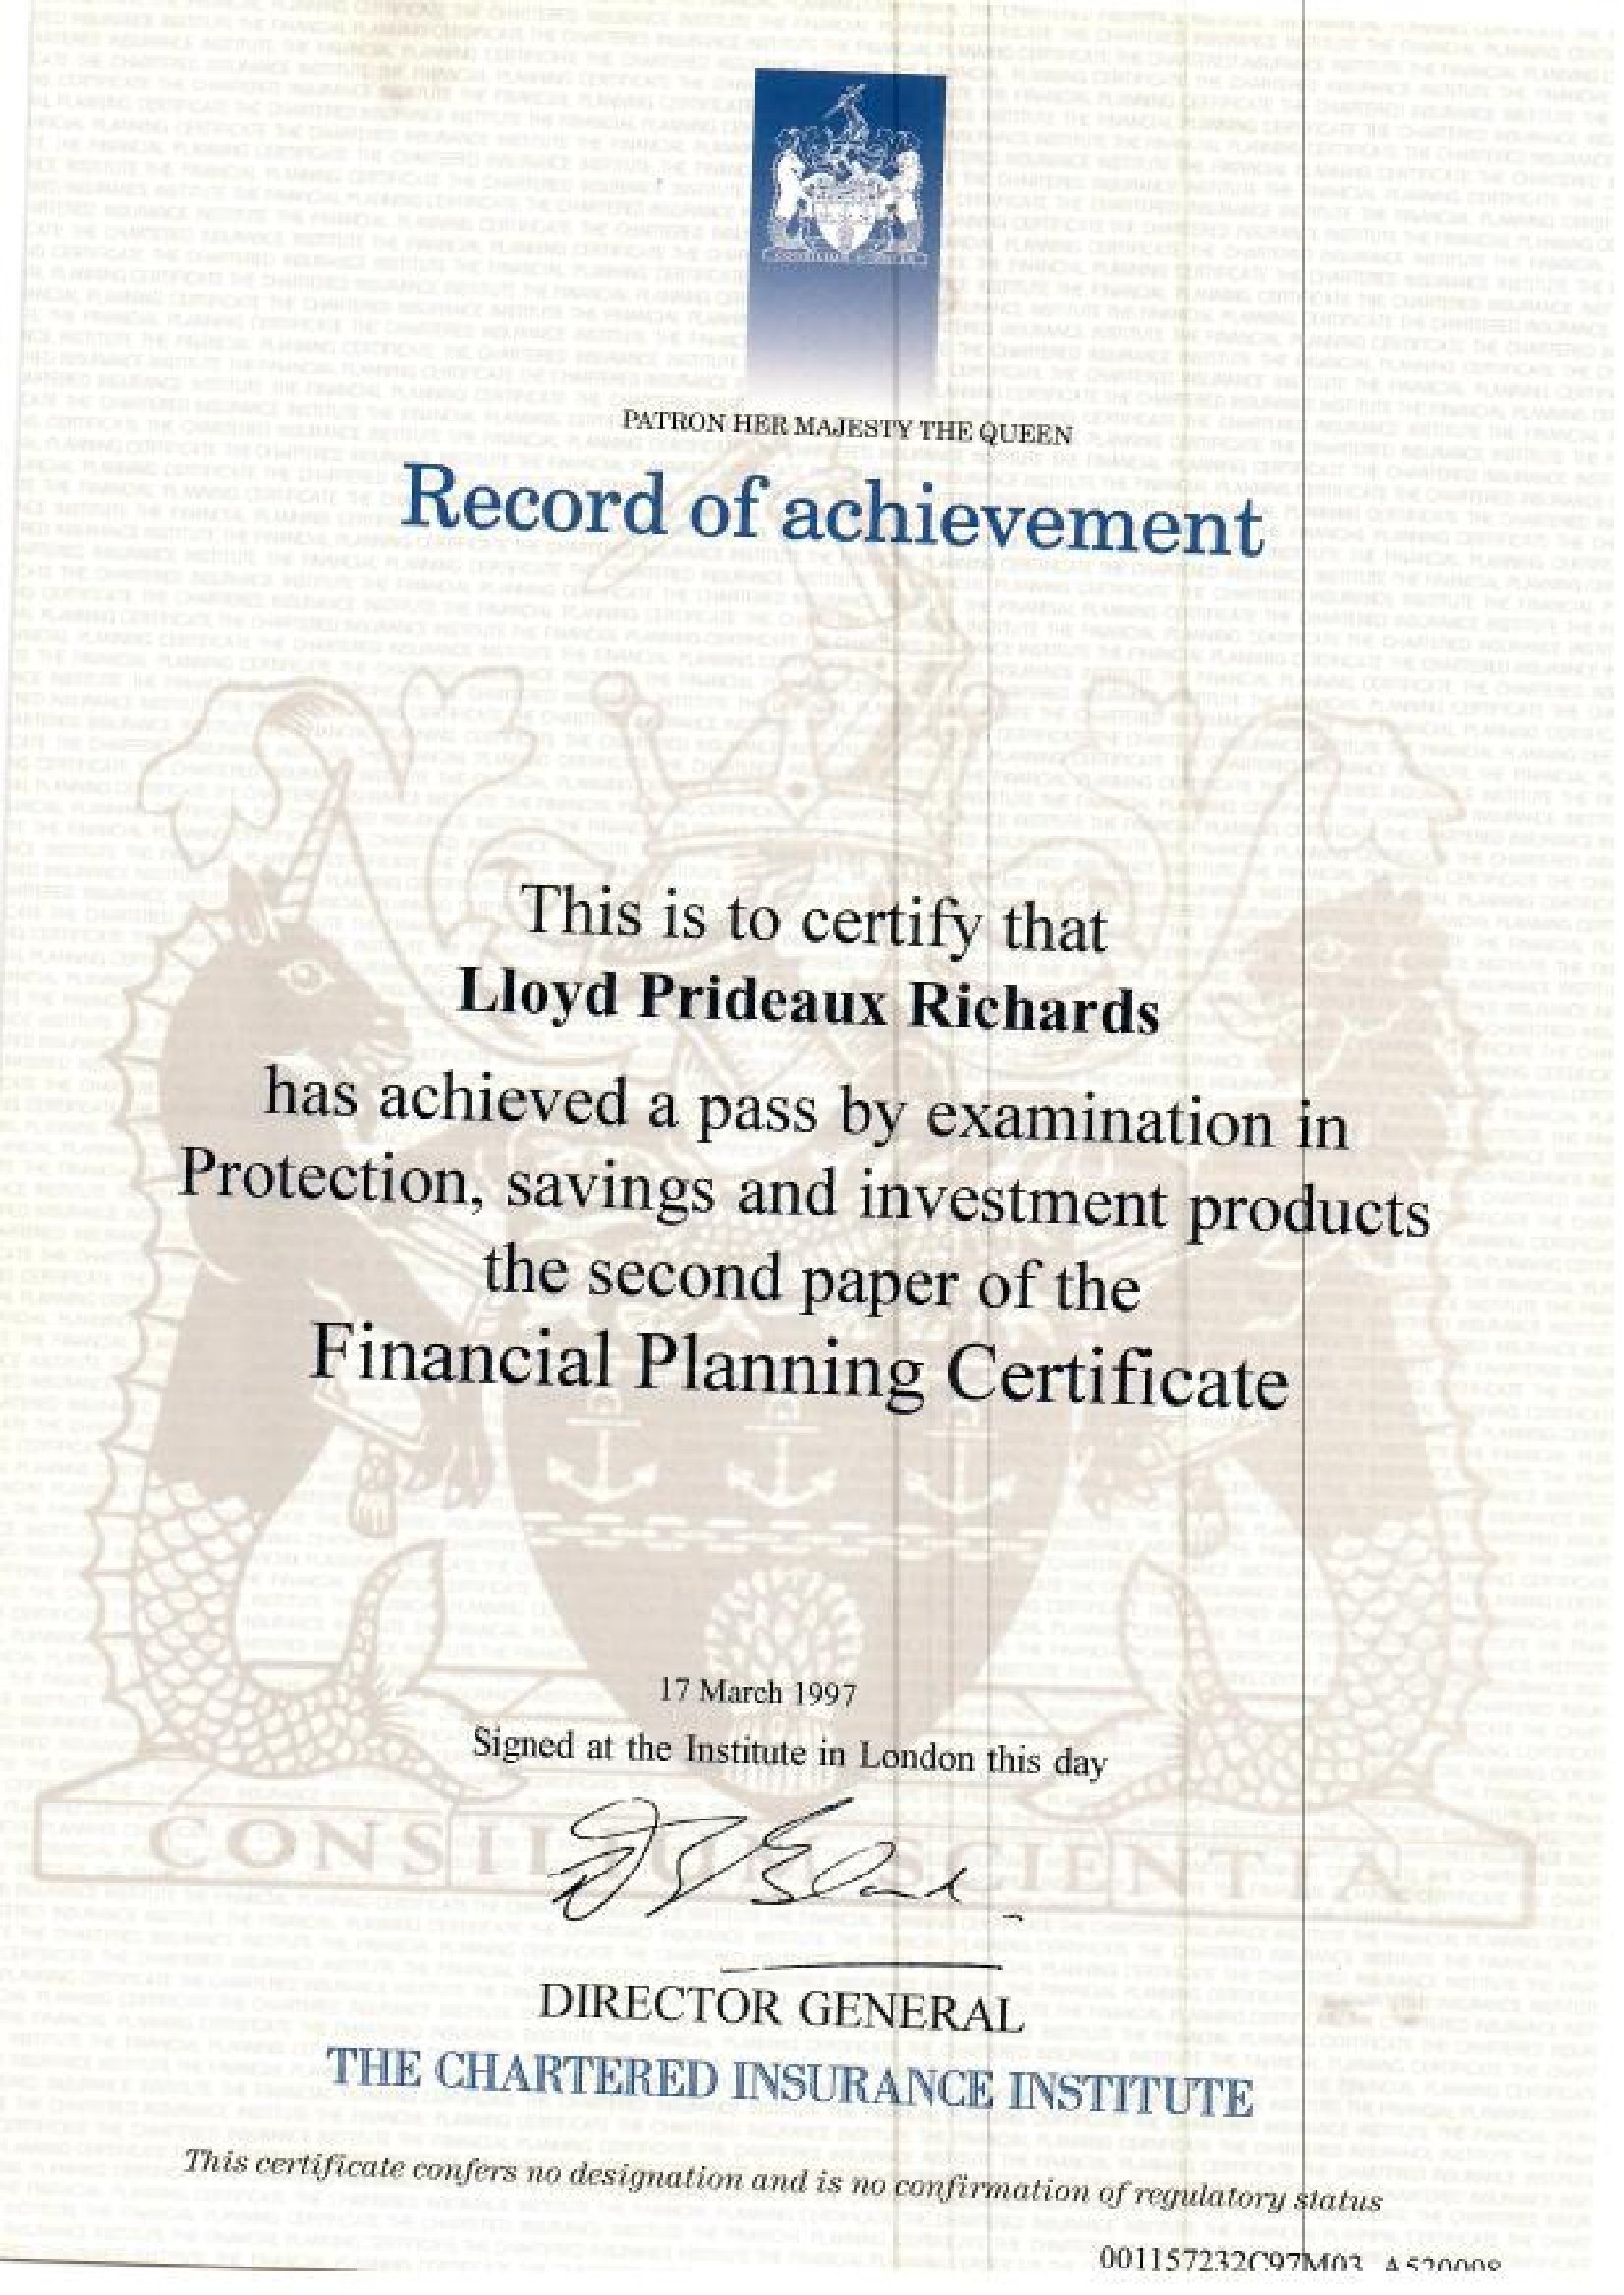 PATRON HER MAJESTY THE QUEEN
Record of achievement
This is to certify that
Lloyd Prideaux Richards
has achieved a pass by examination in
Protection, savings and investment products
the second paper of the
Financial Planning Certificate
17 March 1997
Signed at the Institute in London this day
CONSILIO SCIENTIA
DIRECTOR GENERAL
THE CHARTERED INSURANCE INSTITUTE
This certificate confers no designation and is no confirmation of regulatory status
001157232C97M03